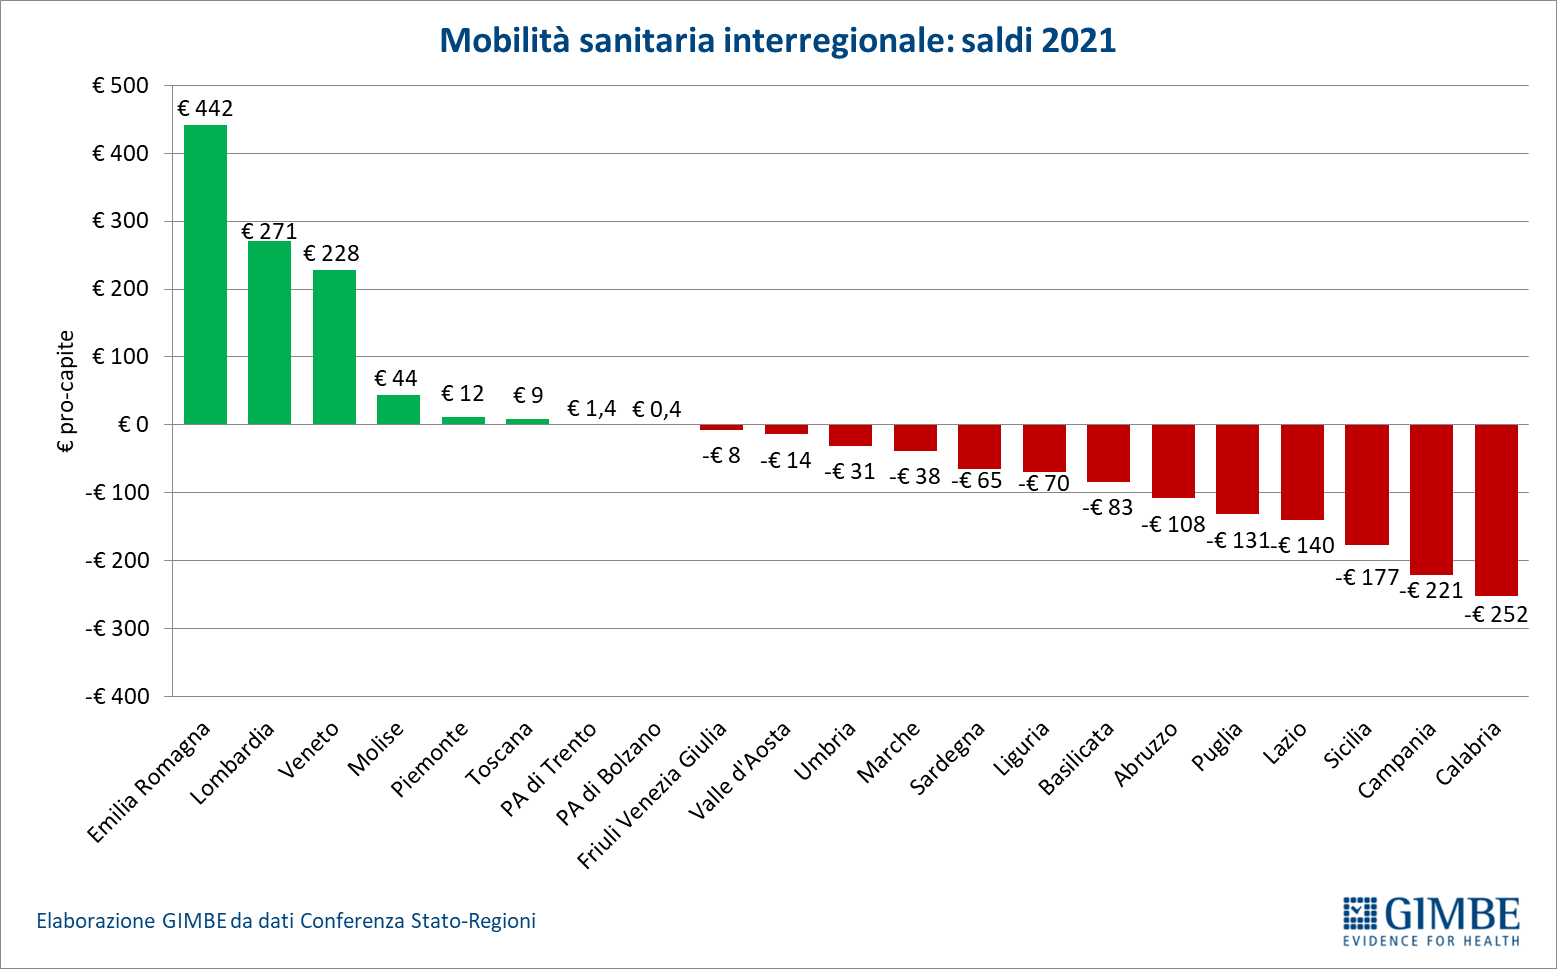 Mobilità sanitaria interregionale: saldi 2021
€ pro-capite
€ 500
€ 400
€ 300
€ 200
€ 100
€ 0
-€ 100
-€ 200
-€ 300
-€ 400
€ 442
€ 271
€ 228
€ 44
€ 12
€ 9
€ 1,4
€ 0,4
-€ 8
-€ 14
-€ 31
-€ 38
-€ 65
-€ 70
-€ 83
-€ 108
-€ 131
-€ 140
-€ 177
-€ 221
-€ 252
Emilia Romagna
Lombardia
Veneto
Molise
Piemonte
Toscana
PA di Trento
PA di Bolzano
Friuli Venezia Giulia
Valle d'Aosta
Umbria
Marche
Sardegna
Liguria
Basilicata
Abruzzo
Puglia
Lazio
Sicilia
Campania
Calabria
Elaborazione GIMBE da dati Conferenza Stato-Regioni
GIMBE
EVIDENCE FOR HEALTH